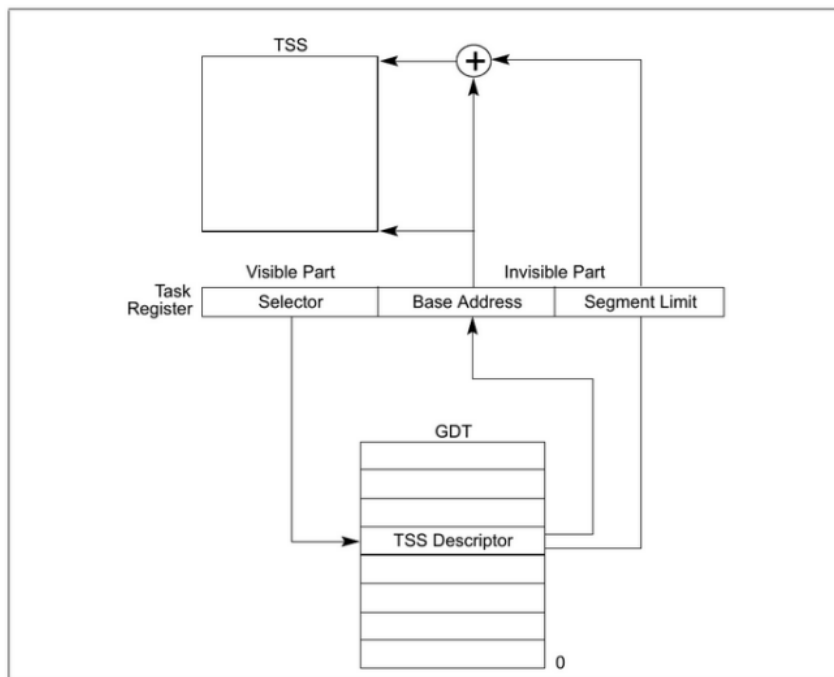 TSS
+
Visible Part
Invisible Part
Task
Register
Selector
Base Address
Segment Limit
GDT
TSS Descriptor
0